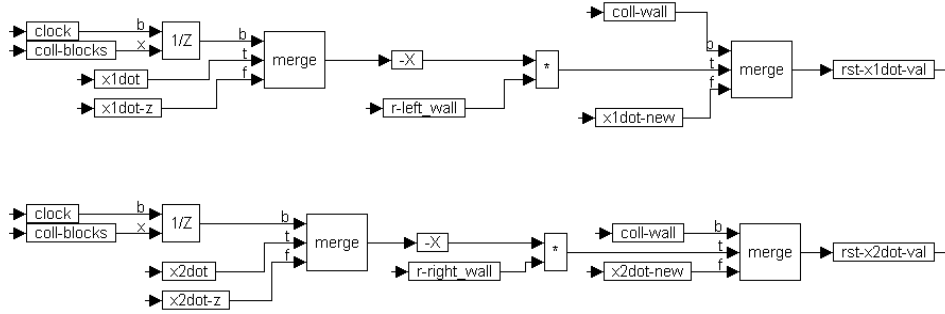 coll-wall
clock b
coll-blocks x
1/Z
b
t
f
merge
x1dot
x1dot-z
-X
r-left_wall
*
b
t
f
merge
x1dot-new
rst-x1dot-val
clock b
coll-blocks x
1/Z
b
t
f
merge
x2dot
x2dot-z
-X
r-right_wall
*
coll-wall b
t
x2dot-new f
merge
rst-x2dot-val